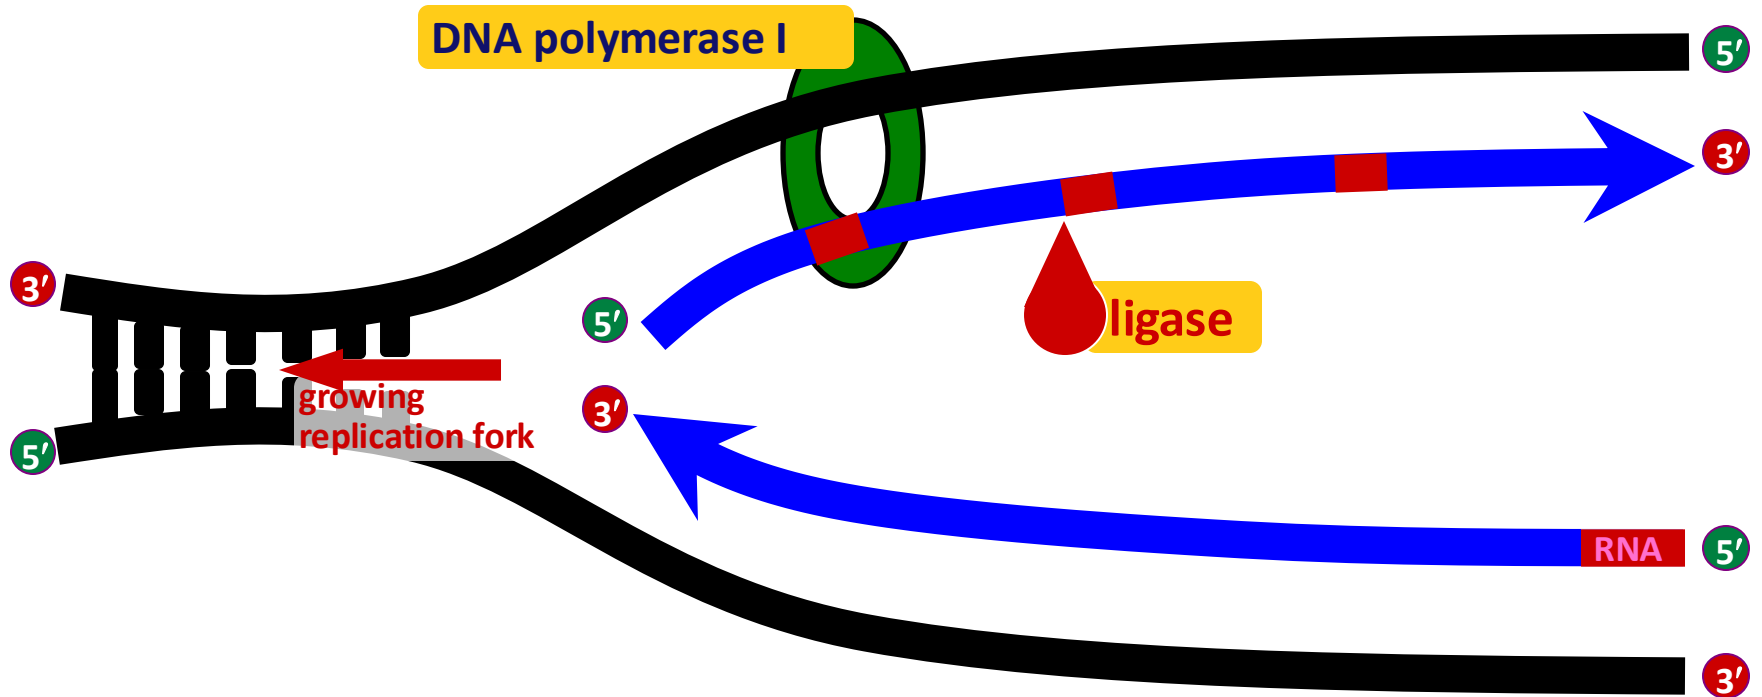 DNA polymerase I
5′
3′
3′
5′
ligase
growing
replication fork
3′
5′
RNA
5′
3′